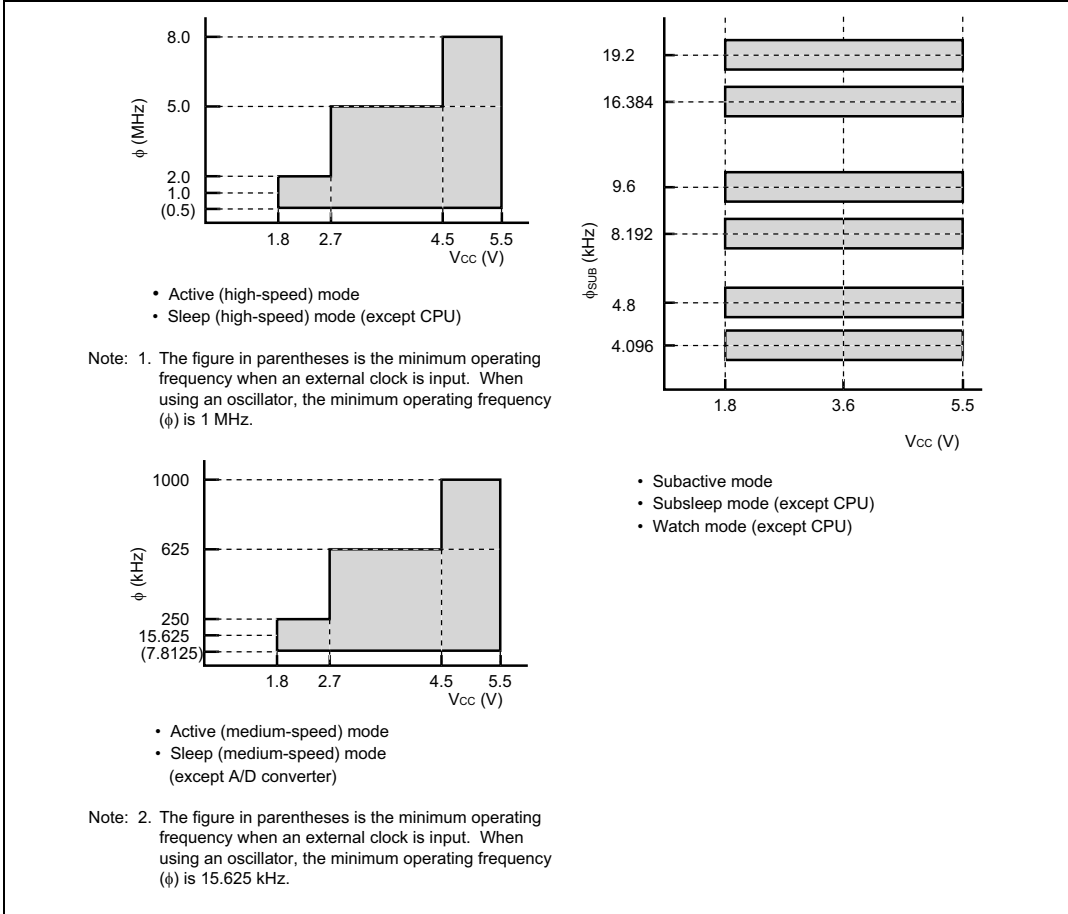 8.0
5.0
2.0
1.0
(0.5)
ϕ (MHz)
1.8 2.7 4.5 5.5
VCC (V)
• Active (high-speed) mode
• Sleep (high-speed) mode (except CPU)
Note: 1. The figure in parentheses is the minimum operating
frequency when an external clock is input. When
using an oscillator, the minimum operating frequency
(ϕ) is 1 MHz.
1000
625
250
15.625
(7.8125)
ϕ (kHz)
1.8 2.7 4.5 5.5
VCC (V)
• Active (medium-speed) mode
• Sleep (medium-speed) mode
(except A/D converter)
Note: 2. The figure in parentheses is the minimum operating
frequency when an external clock is input. When
using an oscillator, the minimum operating frequency
(ϕ) is 15.625 kHz.
19.2
16.384
9.6
8.192
4.8
4.096
ϕSUB (kHz)
1.8 3.6 5.5
VCC (V)
• Subactive mode
• Subsleep mode (except CPU)
• Watch mode (except CPU)